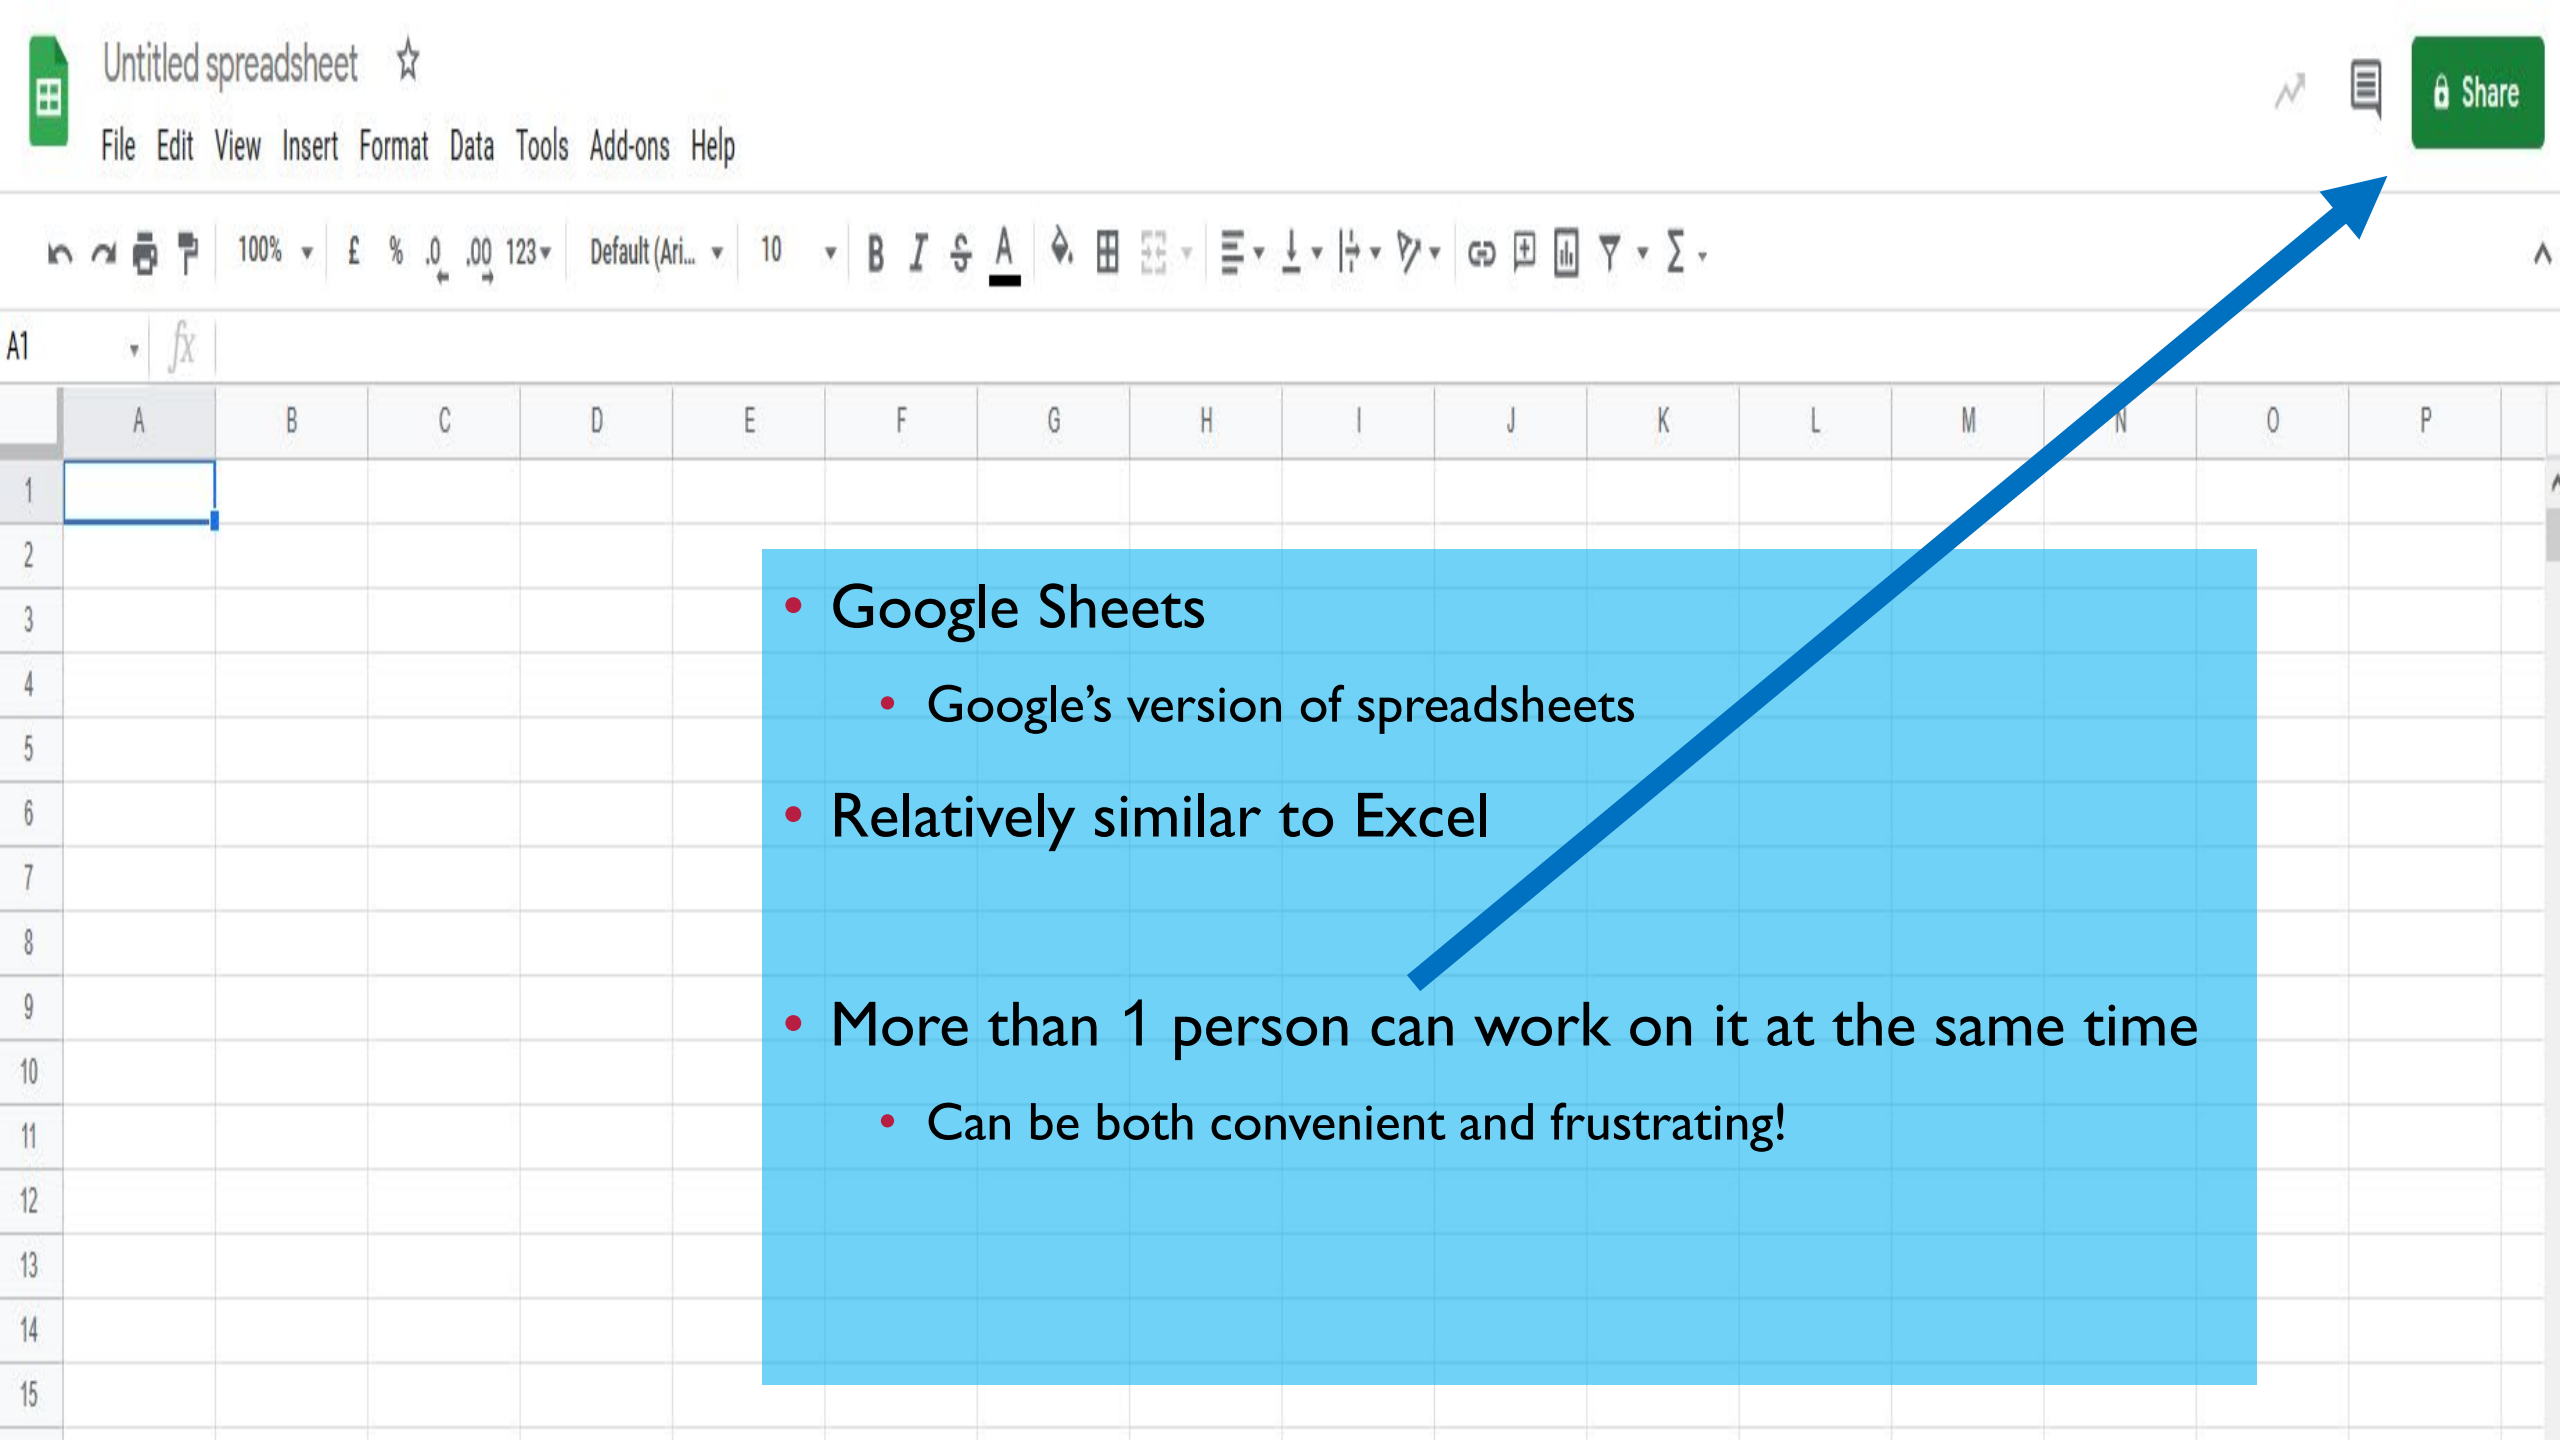 Untitled spreadsheet
Share
File Edit View Insert Format Data Tools Add-ons Help
100% £ % .0 .00 123 Default (Ari... 10 B I S A
A1 fx
A B C D E F G H I J K L M N O P
1
2
• Google Sheets
3
• Google’s version of spreadsheets
4
5
• Relatively similar to Excel
6
7
8
9
• More than 1 person can work on it at the same time
10
• Can be both convenient and frustrating!
11
12
13
14
15